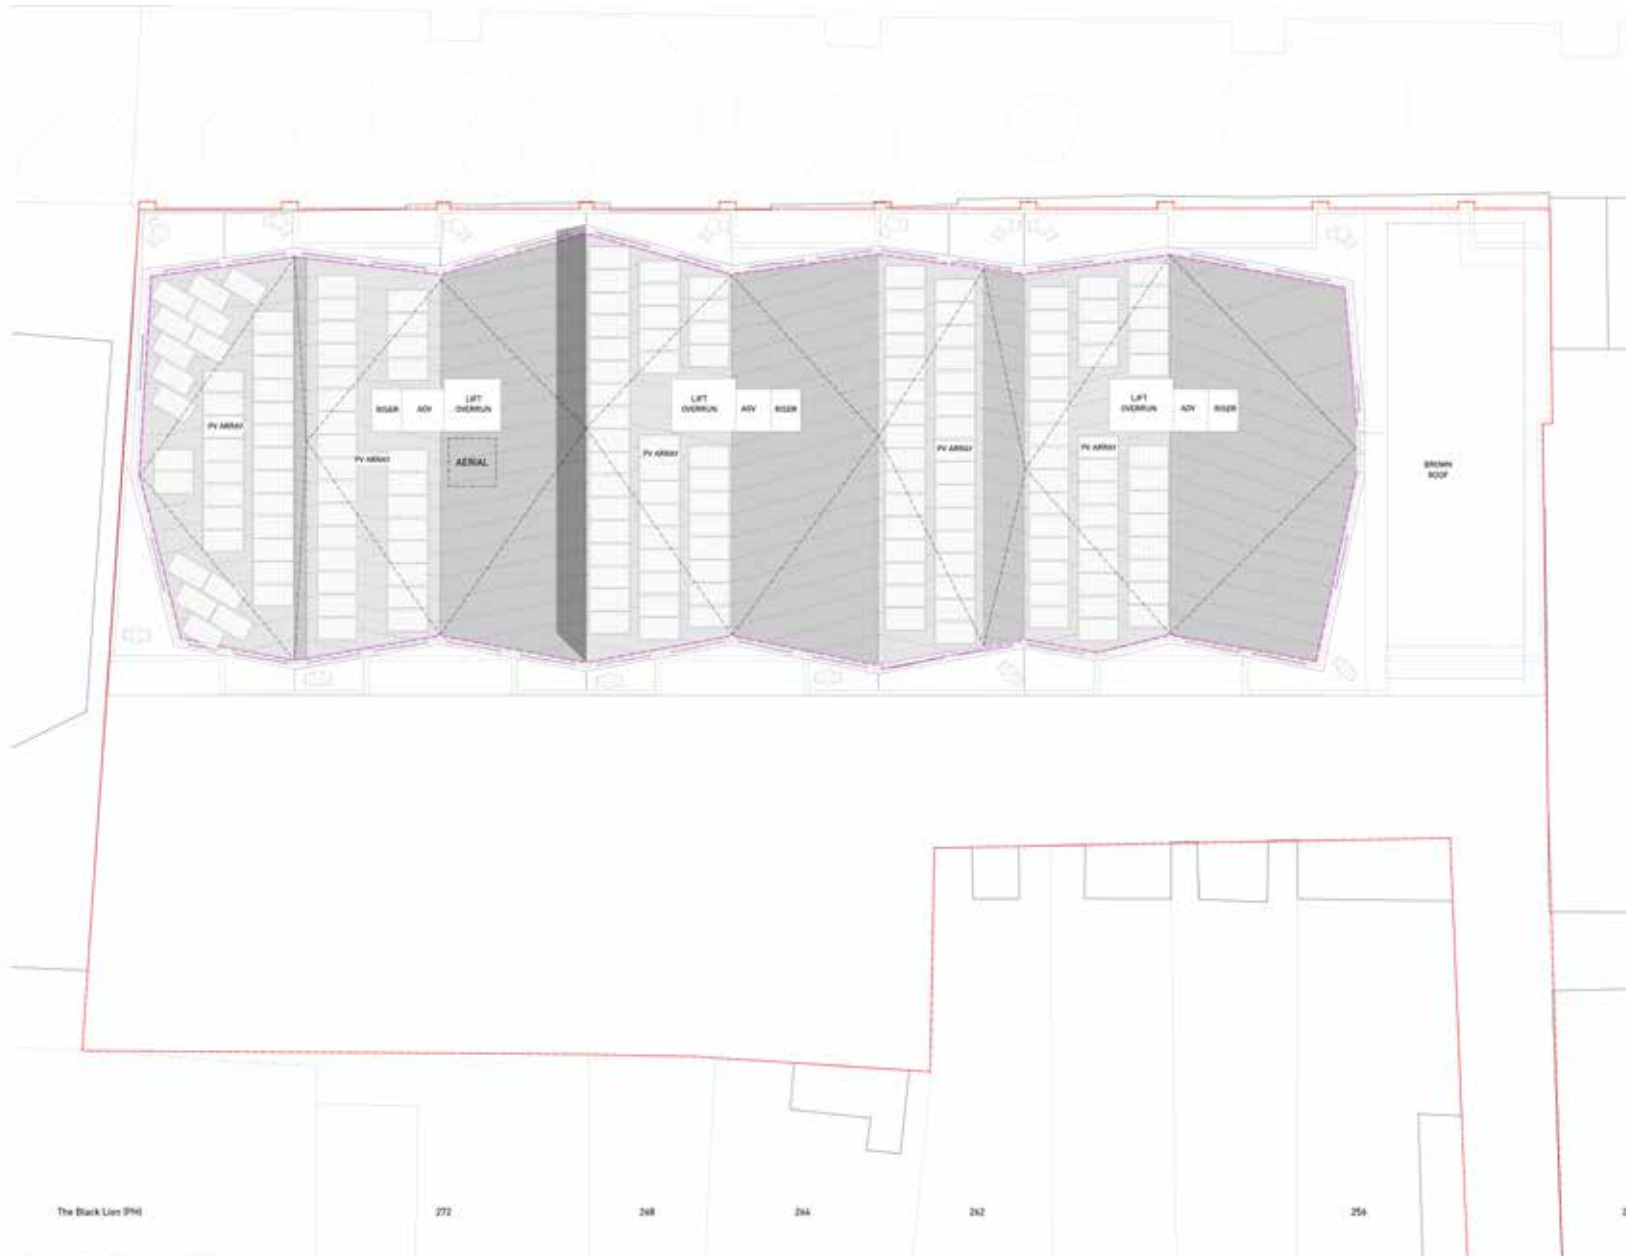 LIFT
OVERRUN
RISER
AOV
LIFT
OVERRUN
AOV
RISER
LIFT
OVERRUN
AOV
RISER
PV ARRAY
PV ARRAY
AERIAL
PV ARRAY
PV ARRAY
PV ARRAY
BROWN
ROOF
The Black Lion (PH)
272
268
264
262
256
2